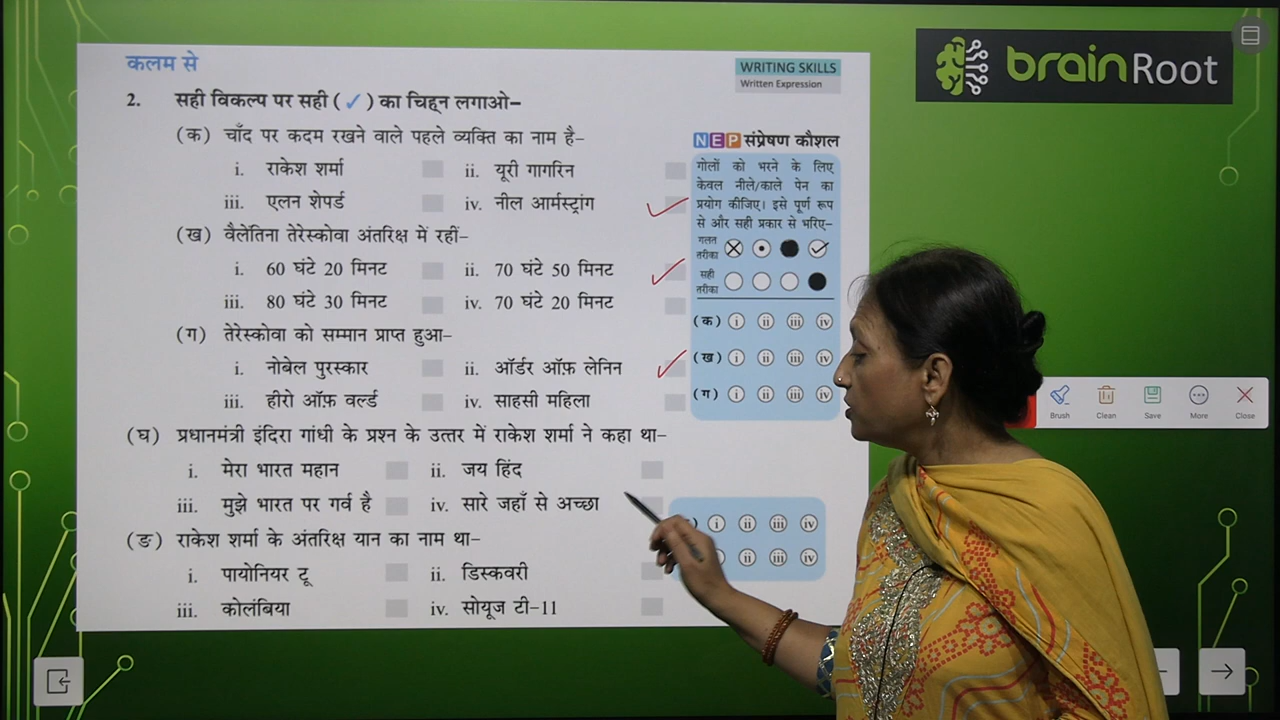 कलम से
WRITING SKILLS
Written Expression
2. सही विकल्प पर सही ( ✓ ) का चिह्न लगाओ–
(क) चाँद पर कदम रखने वाले पहले व्यक्ति का नाम है–
i. राकेश शर्मा ii. यूरी गागरिन
iii. एलन शेपर्ड iv. नील आर्मस्ट्रांग
(ख) वैलेंतिना तेरेस्कोवा अंतरिक्ष में रहीं–
i. 60 घंटे 20 मिनट ii. 70 घंटे 50 मिनट
iii. 80 घंटे 30 मिनट iv. 70 घंटे 20 मिनट
(ग) तेरेस्कोवा को सम्मान प्राप्त हुआ–
i. नोबेल पुरस्कार ii. ऑर्डर ऑफ़ लेनिन
iii. हीरो ऑफ़ वर्ल्ड iv. साहसी महिला
(घ) प्रधानमंत्री इंदिरा गांधी के प्रश्न के उत्तर में राकेश शर्मा ने कहा था–
i. मेरा भारत महान ii. जय हिंद
iii. मुझे भारत पर गर्व है iv. सारे जहाँ से अच्छा
(ङ) राकेश शर्मा के अंतरिक्ष यान का नाम था–
i. पायोनियर टू ii. डिस्कवरी
iii. कोलंबिया iv. सोयूज टी-11
NEP संप्रेषण कौशल
गोलों को भरने के लिए
केवल नीले/काले पेन का
प्रयोग कीजिए। इसे पूर्ण रूप
से और सही प्रकार से भरिए–
गलत
तरीका
सही
तरीका
(क) i ii iii iv
(ख) i ii iii iv
(ग) i ii iii iv
i ii iii iv
ii iii iv
brainRoot
Brush Clean Save More Close